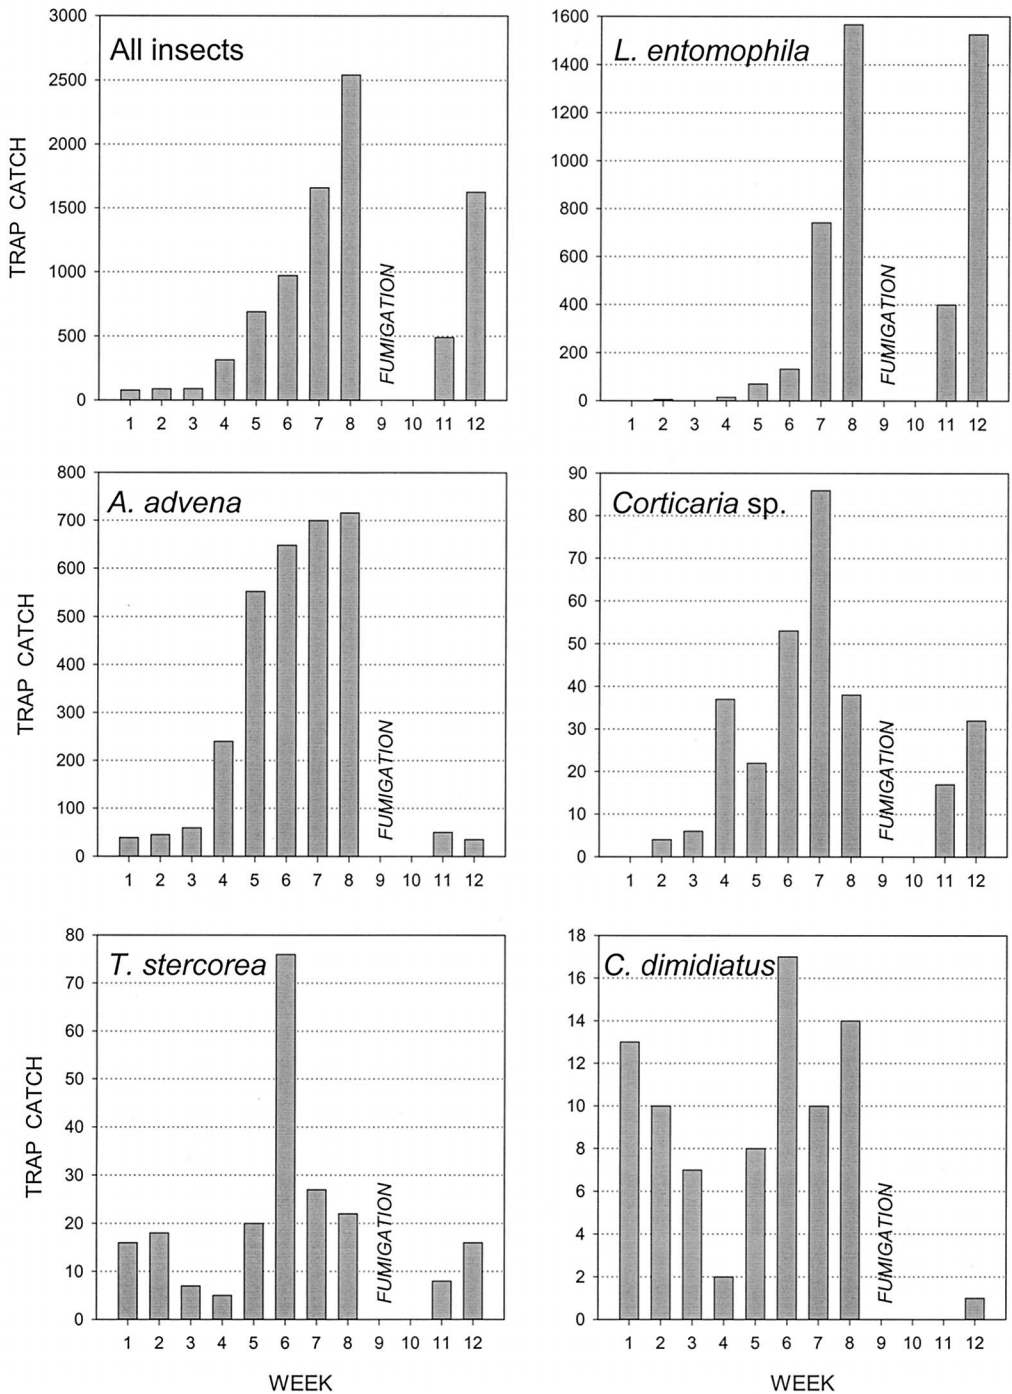 All insects
TRAP CATCH
3000
2500
2000
1500
1000
500
0
FUMIGATION
1 2 3 4 5 6 7 8 9 10 11 12
L. entomophila
1600
1400
1200
1000
800
600
400
200
0
FUMIGATION
1 2 3 4 5 6 7 8 9 10 11 12
A. advena
TRAP CATCH
800
700
600
500
400
300
200
100
0
FUMIGATION
1 2 3 4 5 6 7 8 9 10 11 12
Corticaria sp.
90
80
70
60
50
40
30
20
10
0
FUMIGATION
1 2 3 4 5 6 7 8 9 10 11 12
T. stercorea
TRAP CATCH
80
70
60
50
40
30
20
10
0
FUMIGATION
1 2 3 4 5 6 7 8 9 10 11 12
WEEK
C. dimidiatus
18
16
14
12
10
8
6
4
2
0
FUMIGATION
1 2 3 4 5 6 7 8 9 10 11 12
WEEK